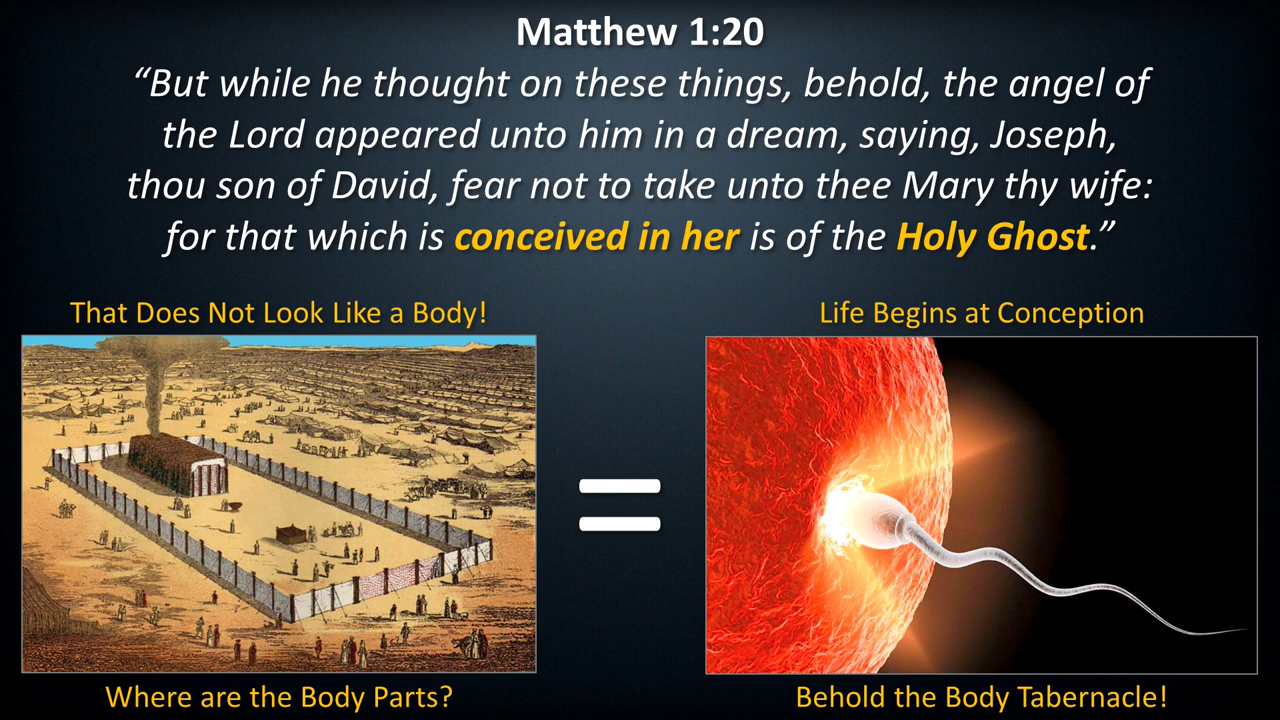 Matthew 1:20
“But while he thought on these things, behold, the angel of
the Lord appeared unto him in a dream, saying, Joseph,
thou son of David, fear not to take unto thee Mary thy wife:
for that which is conceived in her is of the Holy Ghost.”
That Does Not Look Like a Body!
Life Begins at Conception
=
Where are the Body Parts?
Behold the Body Tabernacle!